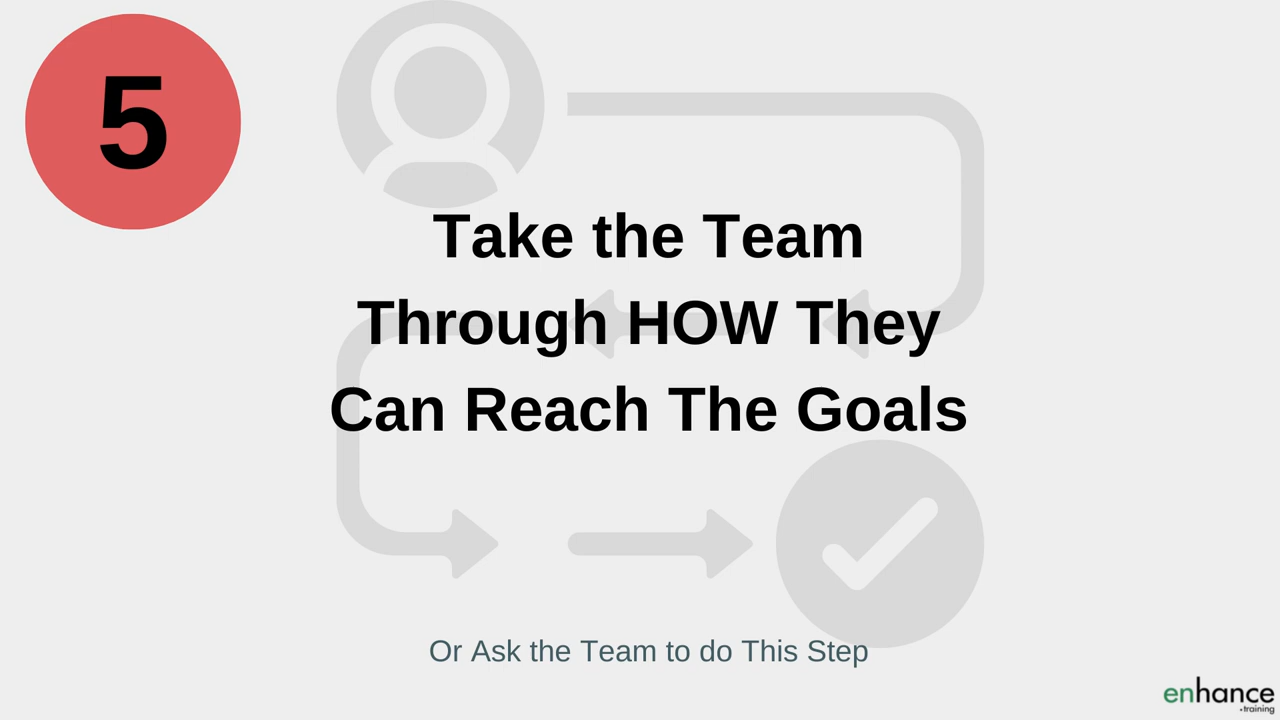 5
Take the Team
Through HOW They
Can Reach The Goals
Or Ask the Team to do This Step
enhance
.training